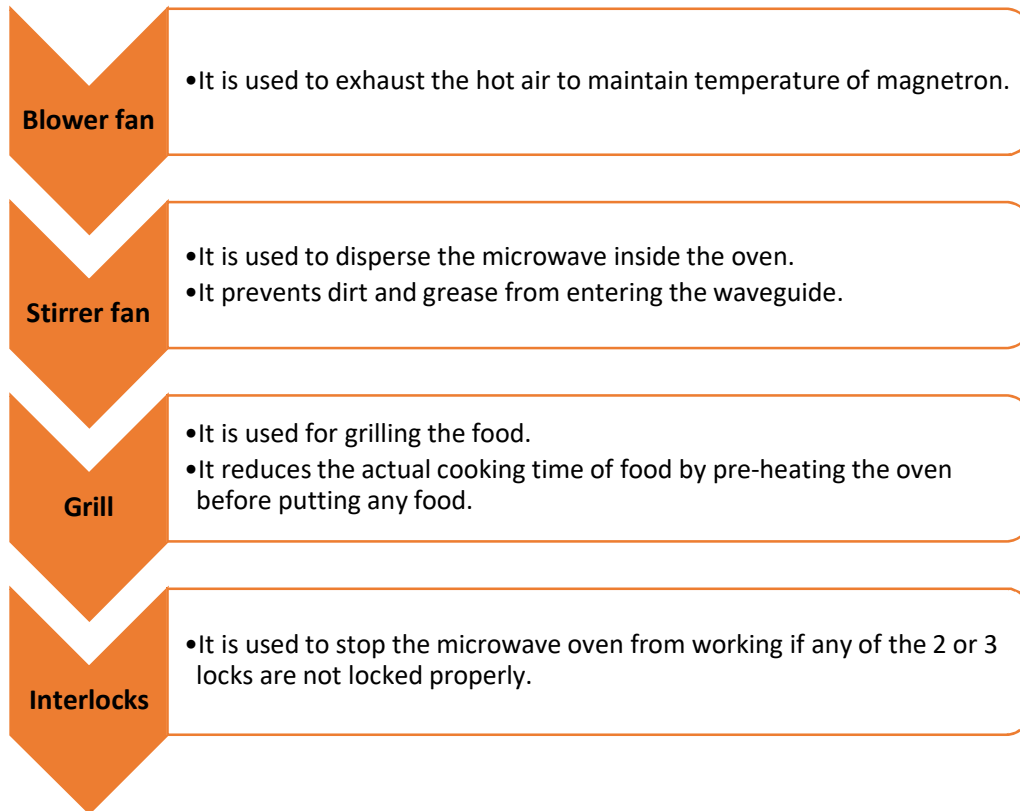 Blower fan
•It is used to exhaust the hot air to maintain temperature of magnetron.
Stirrer fan
•It is used to disperse the microwave inside the oven.
•It prevents dirt and grease from entering the waveguide.
Grill
•It is used for grilling the food.
•It reduces the actual cooking time of food by pre-heating the oven
before putting any food.
Interlocks
•It is used to stop the microwave oven from working if any of the 2 or 3
locks are not locked properly.